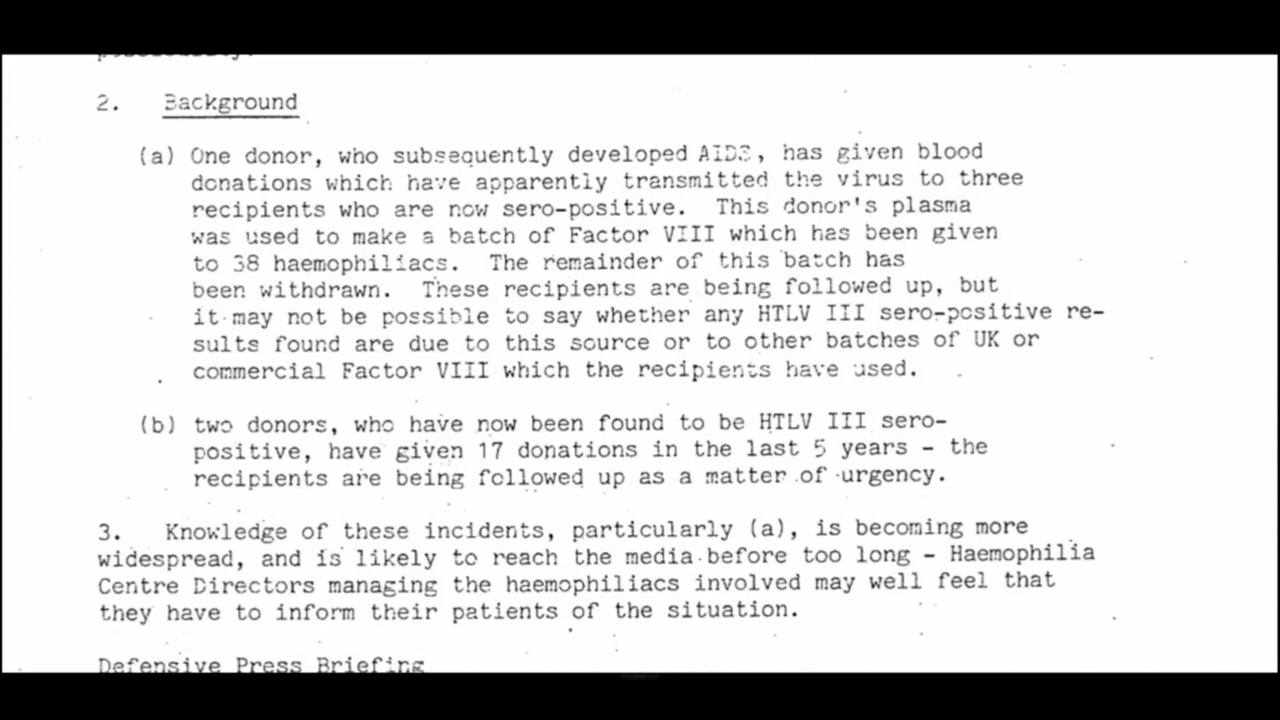 2. Background
(a) One donor, who subsequently developed AIDS, has given blood
donations which have apparently transmitted the virus to three
recipients who are now sero-positive. This donor's plasma
was used to make a batch of Factor VIII which has been given
to 38 haemophiliacs. The remainder of this batch has
been withdrawn. These recipients are being followed up, but
it may not be possible to say whether any HTLV III sero-positive re-
sults found are due to this source or to other batches of UK or
commercial Factor VIII which the recipients have used.
(b) two donors, who have now been found to be HTLV III sero-
positive, have given 17 donations in the last 5 years - the
recipients are being followed up as a matter of urgency.
3. Knowledge of these incidents, particularly (a), is becoming more
widespread, and is likely to reach the media before too long - Haemophilia
Centre Directors managing the haemophiliacs involved may well feel that
they have to inform their patients of the situation.
Defensive Press Briefing